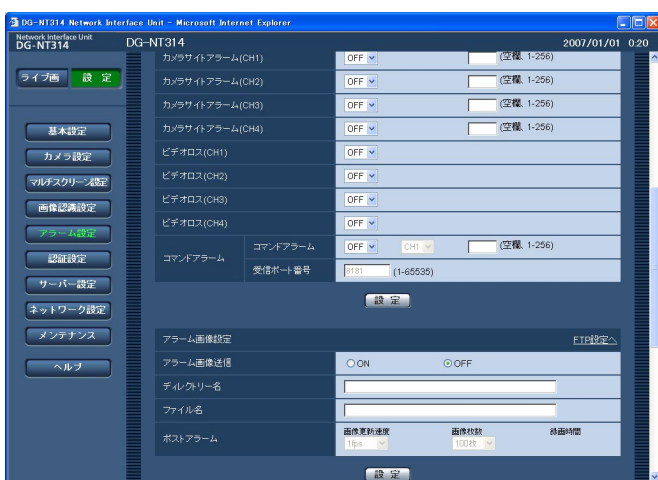 DG-NT314 Network Interface Unit - Microsoft Internet Explorer
Network Interface Unit
DG-NT314
DG-NT314
2007/01/01 0:20
ライブ画 設 定
基本設定
カメラ設定
マルチスクリーン設定
画像認識設定
アラーム設定
認証設定
サーバー設定
ネットワーク設定
メンテナンス
ヘルプ
カメラサイトアラーム(CH1) OFF (空欄、1-256)
カメラサイトアラーム(CH2) OFF (空欄、1-256)
カメラサイトアラーム(CH3) OFF (空欄、1-256)
カメラサイトアラーム(CH4) OFF (空欄、1-256)
ビデオロス(CH1) OFF
ビデオロス(CH2) OFF
ビデオロス(CH3) OFF
ビデオロス(CH4) OFF
コマンドアラーム コマンドアラーム OFF CH1 (空欄、1-256)
受信ポート番号 8181 (1-65535)
設 定
アラーム画像設定 FTP設定へ
アラーム画像送信 ON OFF
ディレクトリー名
ファイル名
ポストアラーム 画像更新速度 画像枚数 録画時間
1fps 100枚
設 定